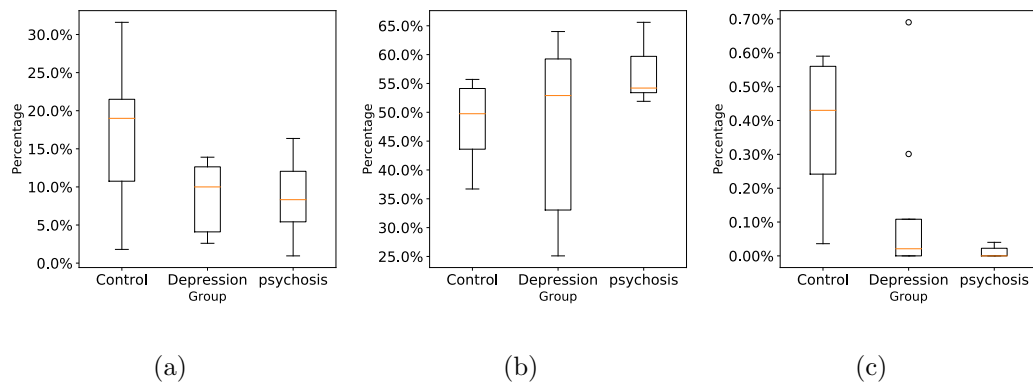 Percentage
30.0%
25.0%
20.0%
15.0%
10.0%
5.0%
0.0%
Control
Depression
psychosis
Group
(a)
Percentage
65.0%
60.0%
55.0%
50.0%
45.0%
40.0%
35.0%
30.0%
25.0%
Control
Depression
psychosis
Group
(b)
Percentage
0.70%
0.60%
0.50%
0.40%
0.30%
0.20%
0.10%
0.00%
Control
Depression
psychosis
Group
(c)